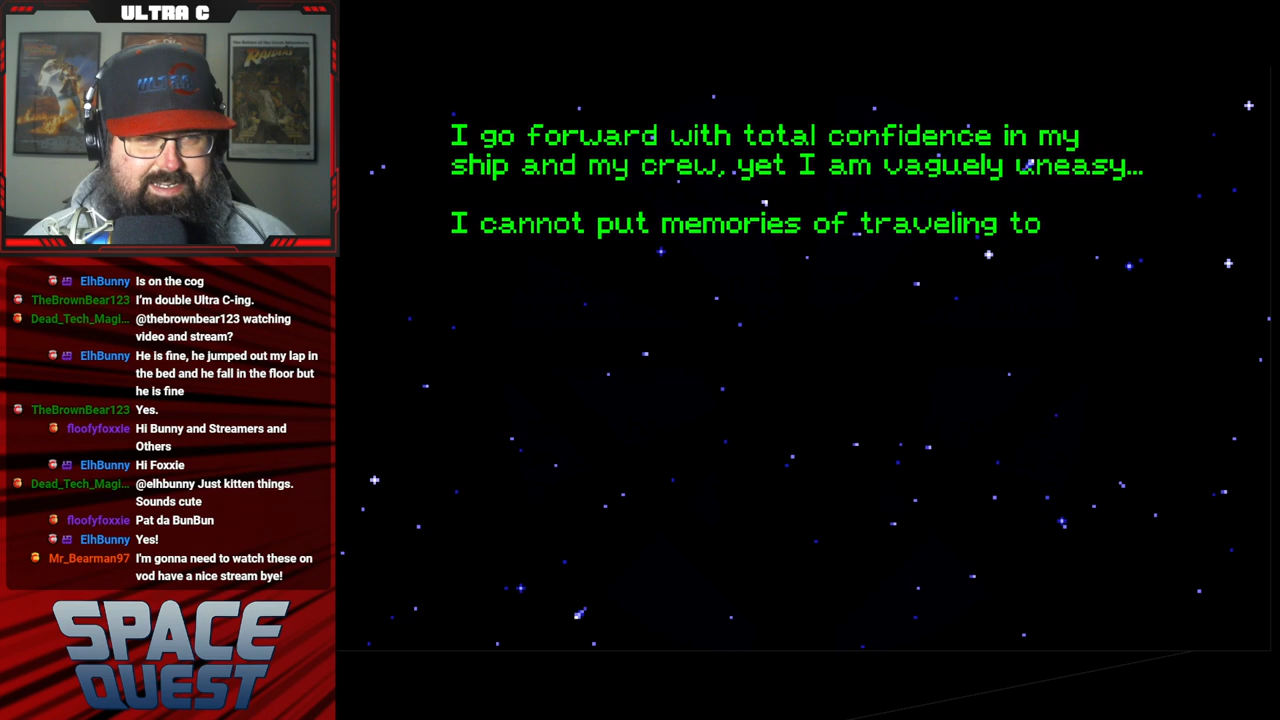 ULTRA C
RAIDERS
ULTRA
I go forward with total confidence in my
ship and my crew, yet I am vaguely uneasy...
I cannot put memories of traveling to
ElhBunny Is on the cog
TheBrownBear123 I'm double Ultra C-ing.
Dead_Tech_Magi... @thebrownbear123 watching
video and stream?
ElhBunny He is fine, he jumped out my lap in
the bed and he fall in the floor but
he is fine
TheBrownBear123 Yes.
floofyfoxxie Hi Bunny and Streamers and
Others
ElhBunny Hi Foxxie
Dead_Tech_Magi... @elhbunny Just kitten things.
Sounds cute
floofyfoxxie Pat da BunBun
ElhBunny Yes!
Mr_Bearman97 I'm gonna need to watch these on
vod have a nice stream bye!
SPACE
QUEST